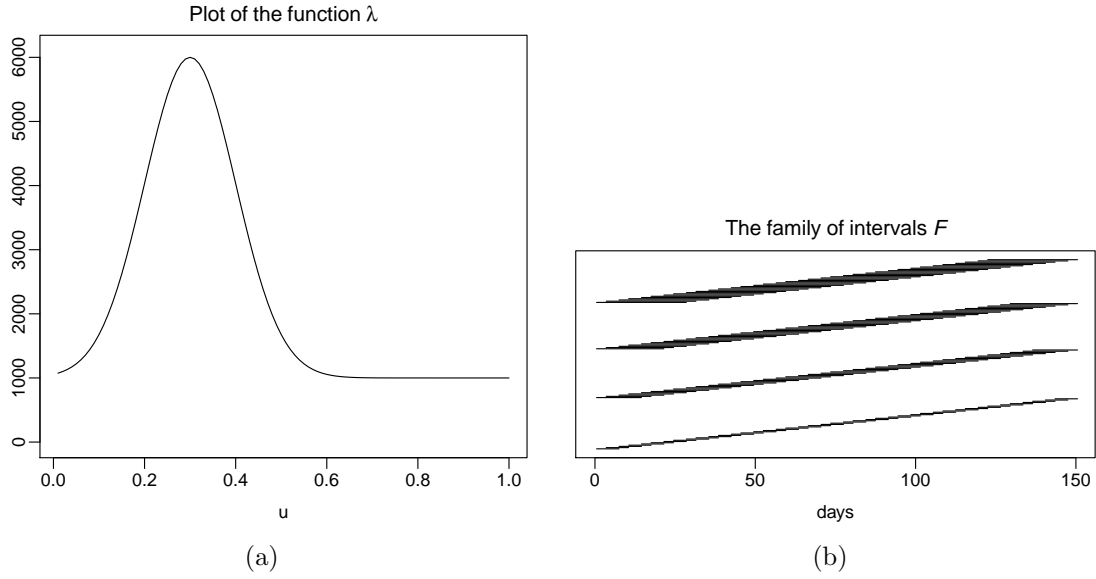 Plot of the function λ
6000
5000
4000
3000
2000
1000
0
0.0 0.2 0.4 0.6 0.8 1.0
u
(a)
The family of intervals F
0 50 100 150
days
(b)